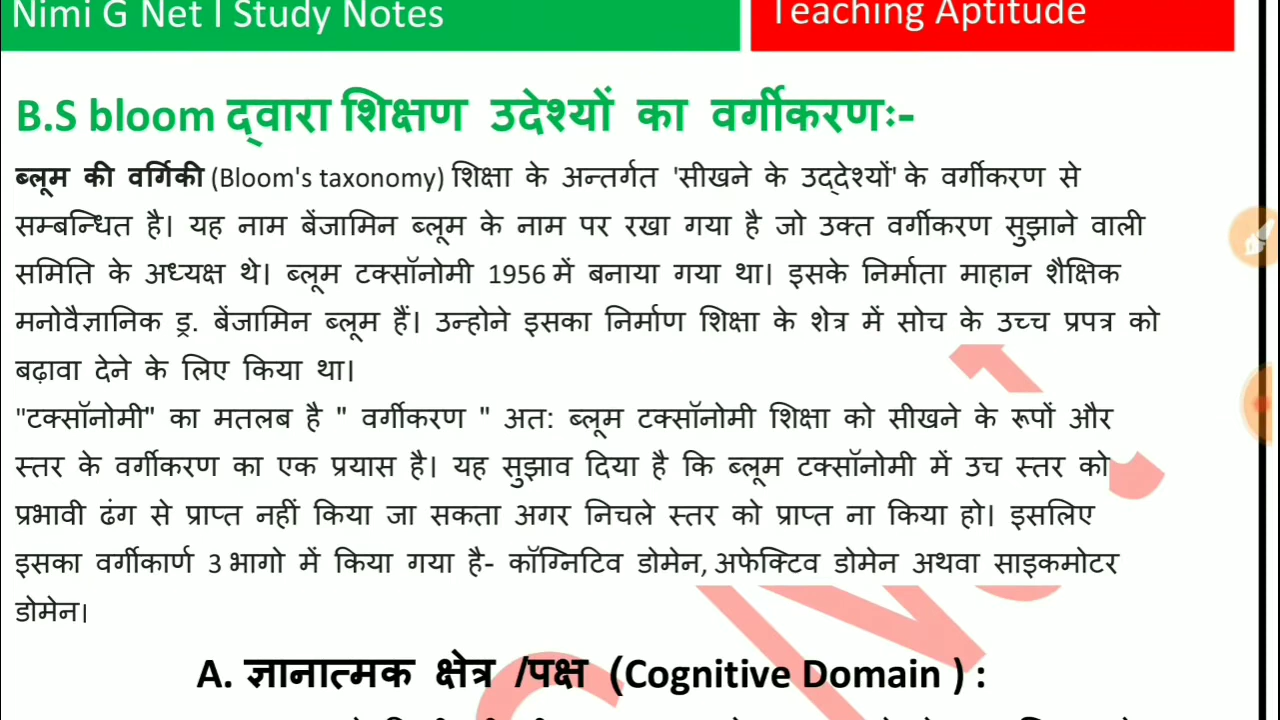 Nimi G Net I Study Notes
Teaching Aptitude
B.S bloom द्वारा शिक्षण उदेश्यों का वर्गीकरणः-
ब्लूम की वर्गिकी (Bloom's taxonomy) शिक्षा के अन्तर्गत 'सीखने के उद्देश्यों' के वर्गीकरण से
सम्बन्धित है। यह नाम बेंजामिन ब्लूम के नाम पर रखा गया है जो उक्त वर्गीकरण सुझाने वाली
समिति के अध्यक्ष थे। ब्लूम टक्सॉनोमी 1956 में बनाया गया था। इसके निर्माता माहान शैक्षिक
मनोवैज्ञानिक ड्र. बेंजामिन ब्लूम हैं। उन्होने इसका निर्माण शिक्षा के शेत्र में सोच के उच्च प्रपत्र को
बढ़ावा देने के लिए किया था।
"टक्सॉनोमी" का मतलब है " वर्गीकरण " अत: ब्लूम टक्सॉनोमी शिक्षा को सीखने के रूपों और
स्तर के वर्गीकरण का एक प्रयास है। यह सुझाव दिया है कि ब्लूम टक्सॉनोमी में उच स्तर को
प्रभावी ढंग से प्राप्त नहीं किया जा सकता अगर निचले स्तर को प्राप्त ना किया हो। इसलिए
इसका वर्गीकार्ण 3 भागो में किया गया है- कॉग्निटिव डोमेन, अफेक्टिव डोमेन अथवा साइकमोटर
डोमेन।
A. ज्ञानात्मक क्षेत्र /पक्ष (Cognitive Domain ) :